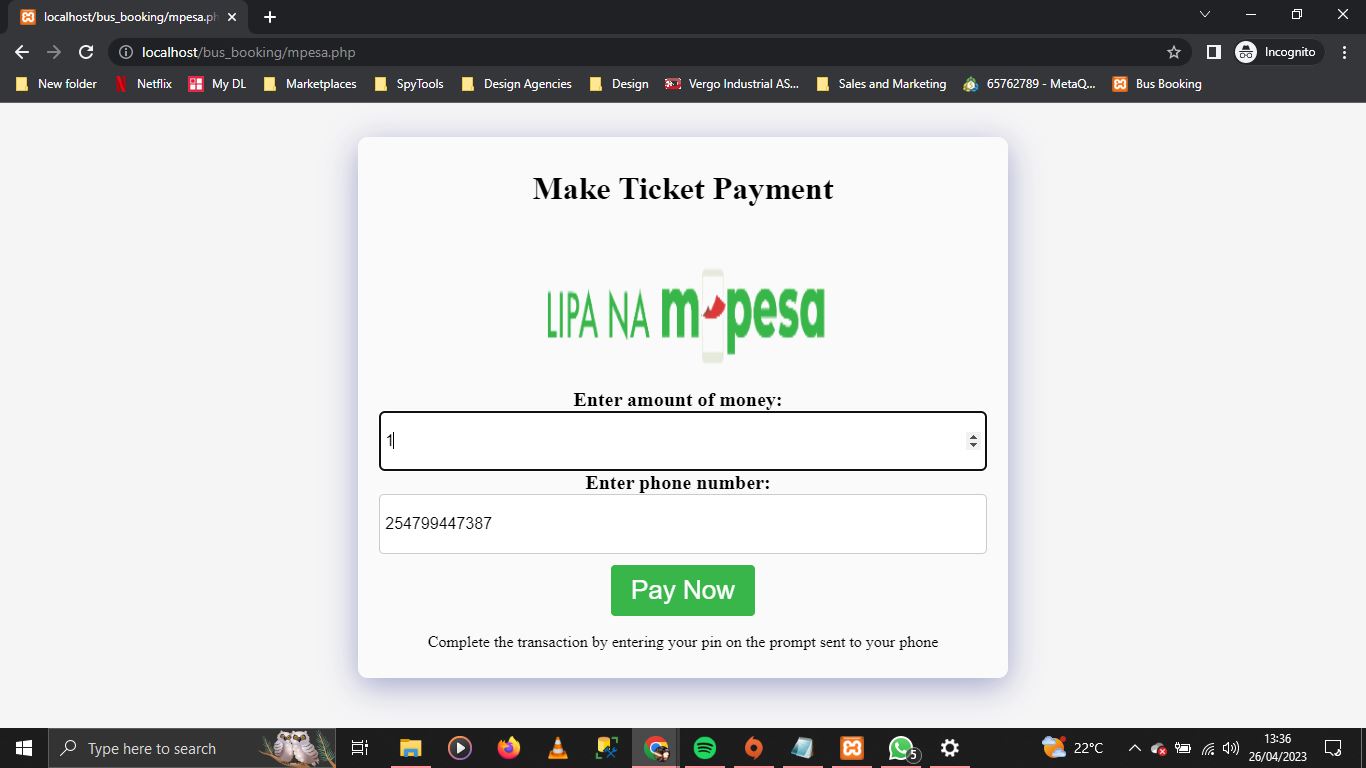 localhost/bus_booking/mpesa.ph
localhost/bus_booking/mpesa.php
Incognito
New folder
Netflix
My DL
Marketplaces
SpyTools
Design Agencies
Design
Vergo Industrial AS...
Sales and Marketing
65762789 - MetaQ...
Bus Booking
Make Ticket Payment
LIPA NA m-pesa
Enter amount of money:
1
Enter phone number:
254799447387
Pay Now
Complete the transaction by entering your pin on the prompt sent to your phone
Type here to search
5
22°C
13:36
26/04/2023